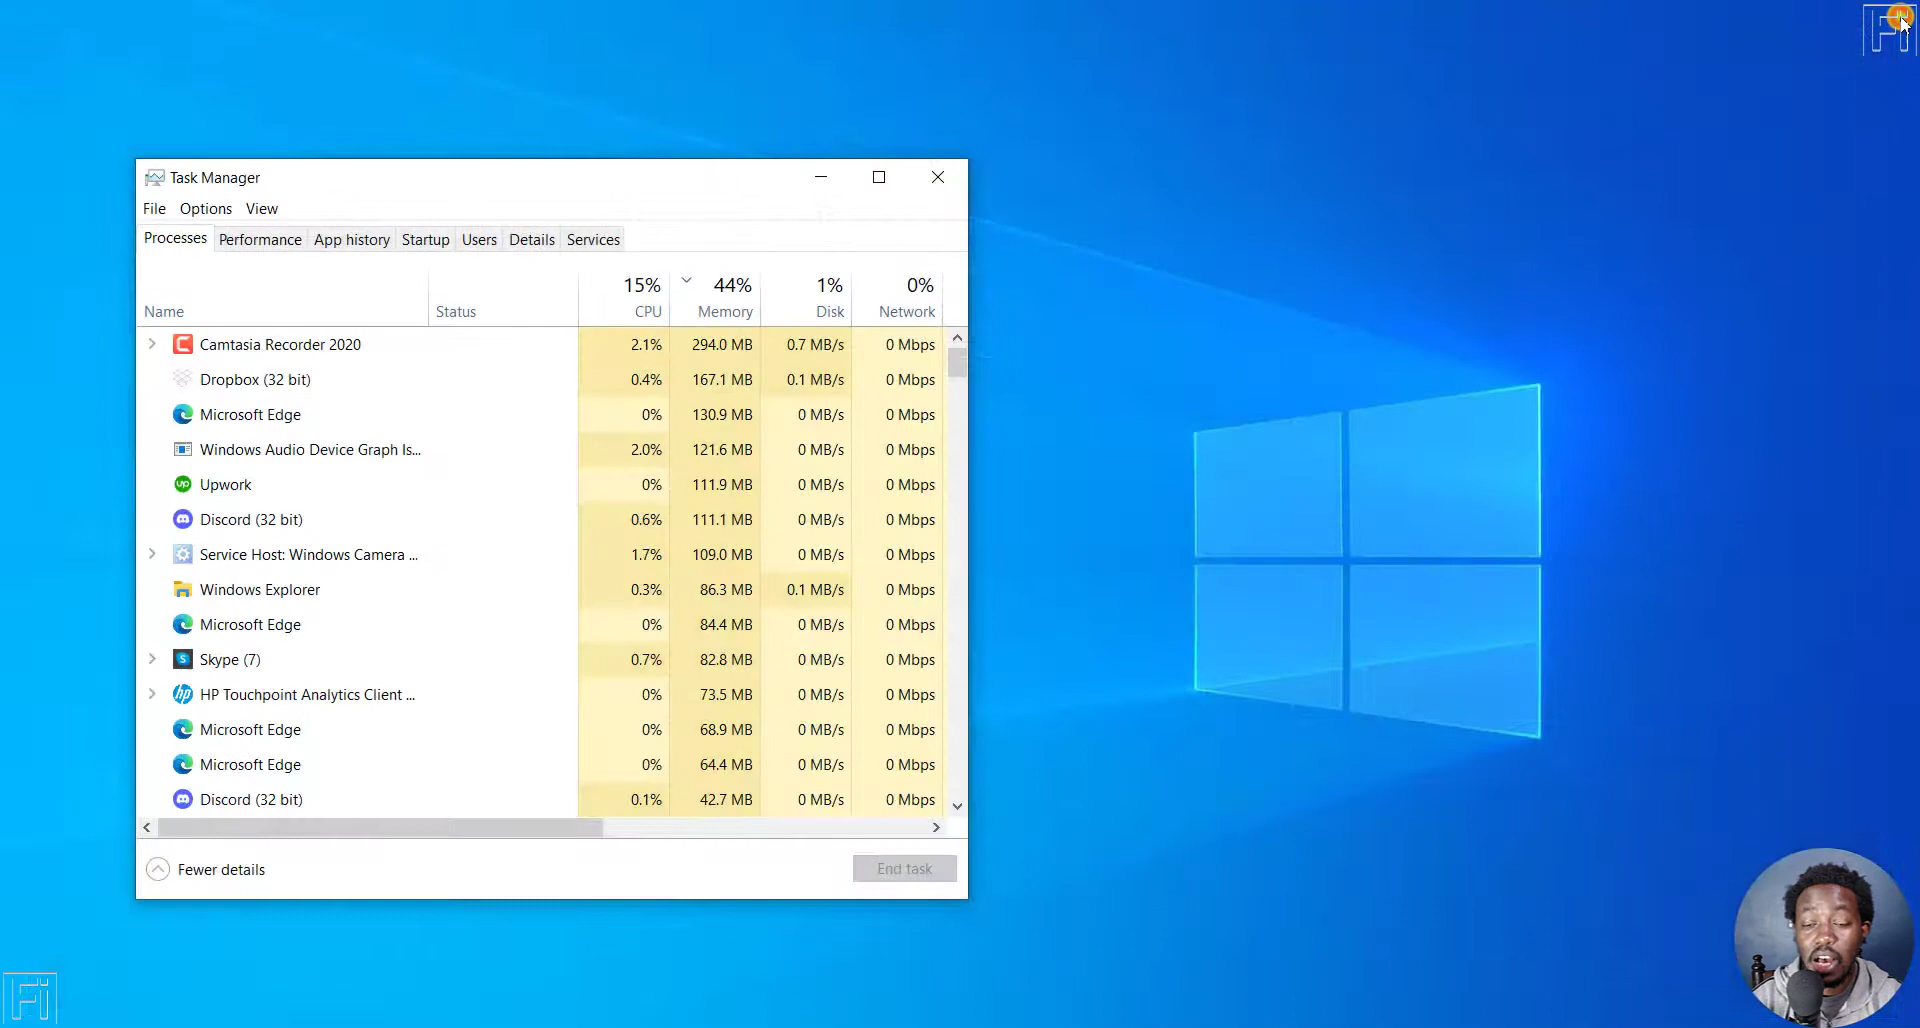 Fi
Task Manager
File Options View
Processes Performance App history Startup Users Details Services
15% 44% 1% 0%
Name Status CPU Memory Disk Network
Camtasia Recorder 2020 2.1% 294.0 MB 0.7 MB/s 0 Mbps
Dropbox (32 bit) 0.4% 167.1 MB 0.1 MB/s 0 Mbps
Microsoft Edge 0% 130.9 MB 0 MB/s 0 Mbps
Windows Audio Device Graph Is... 2.0% 121.6 MB 0 MB/s 0 Mbps
up Upwork 0% 111.9 MB 0 MB/s 0 Mbps
Discord (32 bit) 0.6% 111.1 MB 0 MB/s 0 Mbps
Service Host: Windows Camera ... 1.7% 109.0 MB 0 MB/s 0 Mbps
Windows Explorer 0.3% 86.3 MB 0.1 MB/s 0 Mbps
Microsoft Edge 0% 84.4 MB 0 MB/s 0 Mbps
S Skype (7) 0.7% 82.8 MB 0 MB/s 0 Mbps
hp HP Touchpoint Analytics Client ... 0% 73.5 MB 0 MB/s 0 Mbps
Microsoft Edge 0% 68.9 MB 0 MB/s 0 Mbps
Microsoft Edge 0% 64.4 MB 0 MB/s 0 Mbps
Discord (32 bit) 0.1% 42.7 MB 0 MB/s 0 Mbps
Fewer details End task
Fi